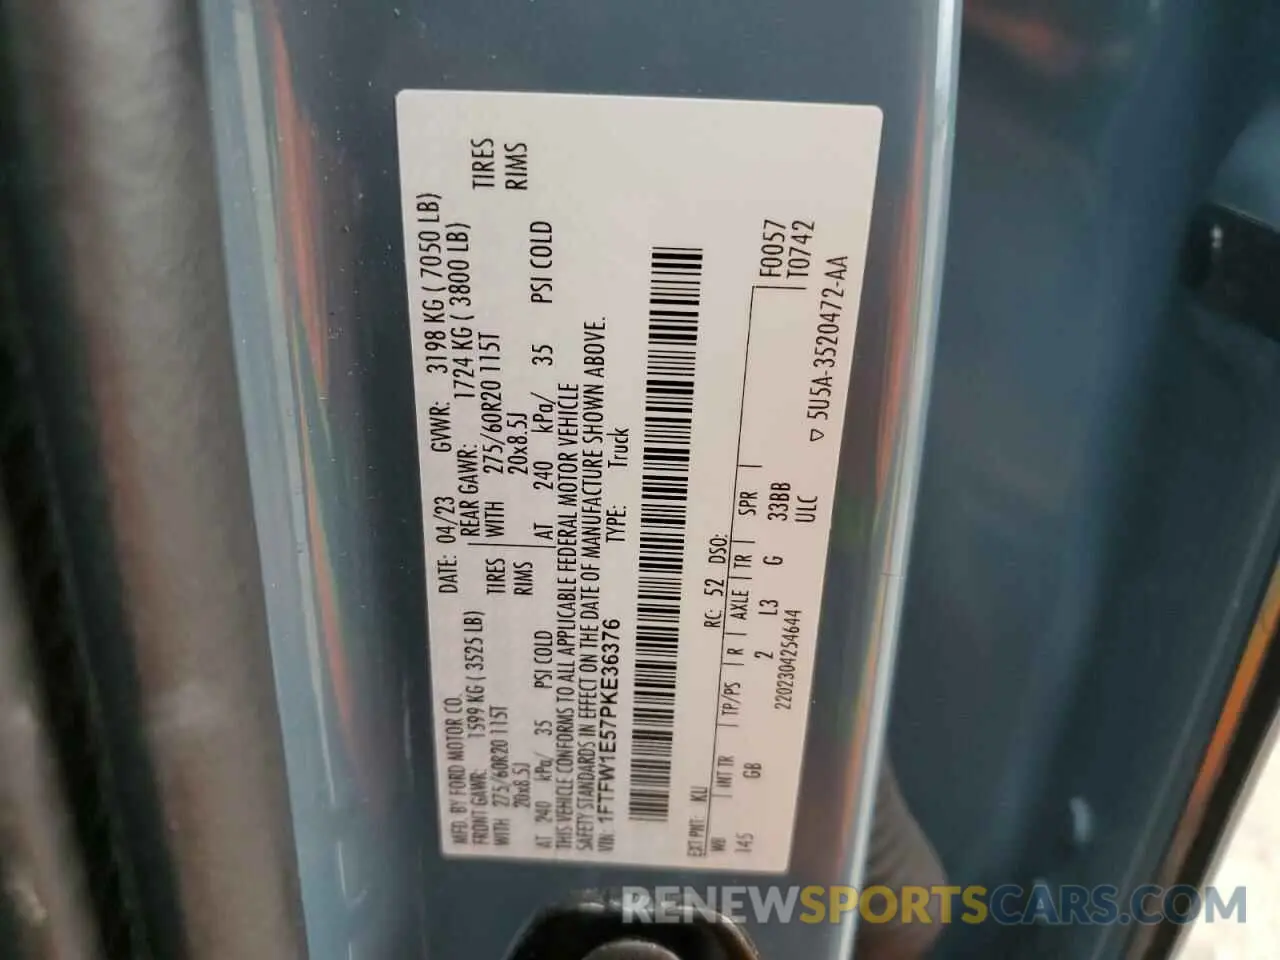 MFD. BY FORD MOTOR CO.
DATE: 04/23 GVWR: 3198 KG ( 7050 LB)
FRONT GAWR: 1599 KG ( 3525 LB)
REAR GAWR: 1724 KG ( 3800 LB)
WITH 275/60R20 115T TIRES
WITH 275/60R20 115T TIRES
20x8.5J RIMS
20x8.5J RIMS
AT 240 kPa/ 35 PSI COLD
AT 240 kPa/ 35 PSI COLD
THIS VEHICLE CONFORMS TO ALL APPLICABLE FEDERAL MOTOR VEHICLE
SAFETY STANDARDS IN EFFECT ON THE DATE OF MANUFACTURE SHOWN ABOVE.
VIN: 1FTFW1E57PKE36376 TYPE: Truck
EXT PNT: KU RC: 52 DSO:
WB INT TR TP/PS R AXLE TR SPR F0057
145 GB 2 L3 G 33BB T0742
2202304254644 ULC
▽ 5U5A-3520472-AA
RENEWSPORTSCARS.COM